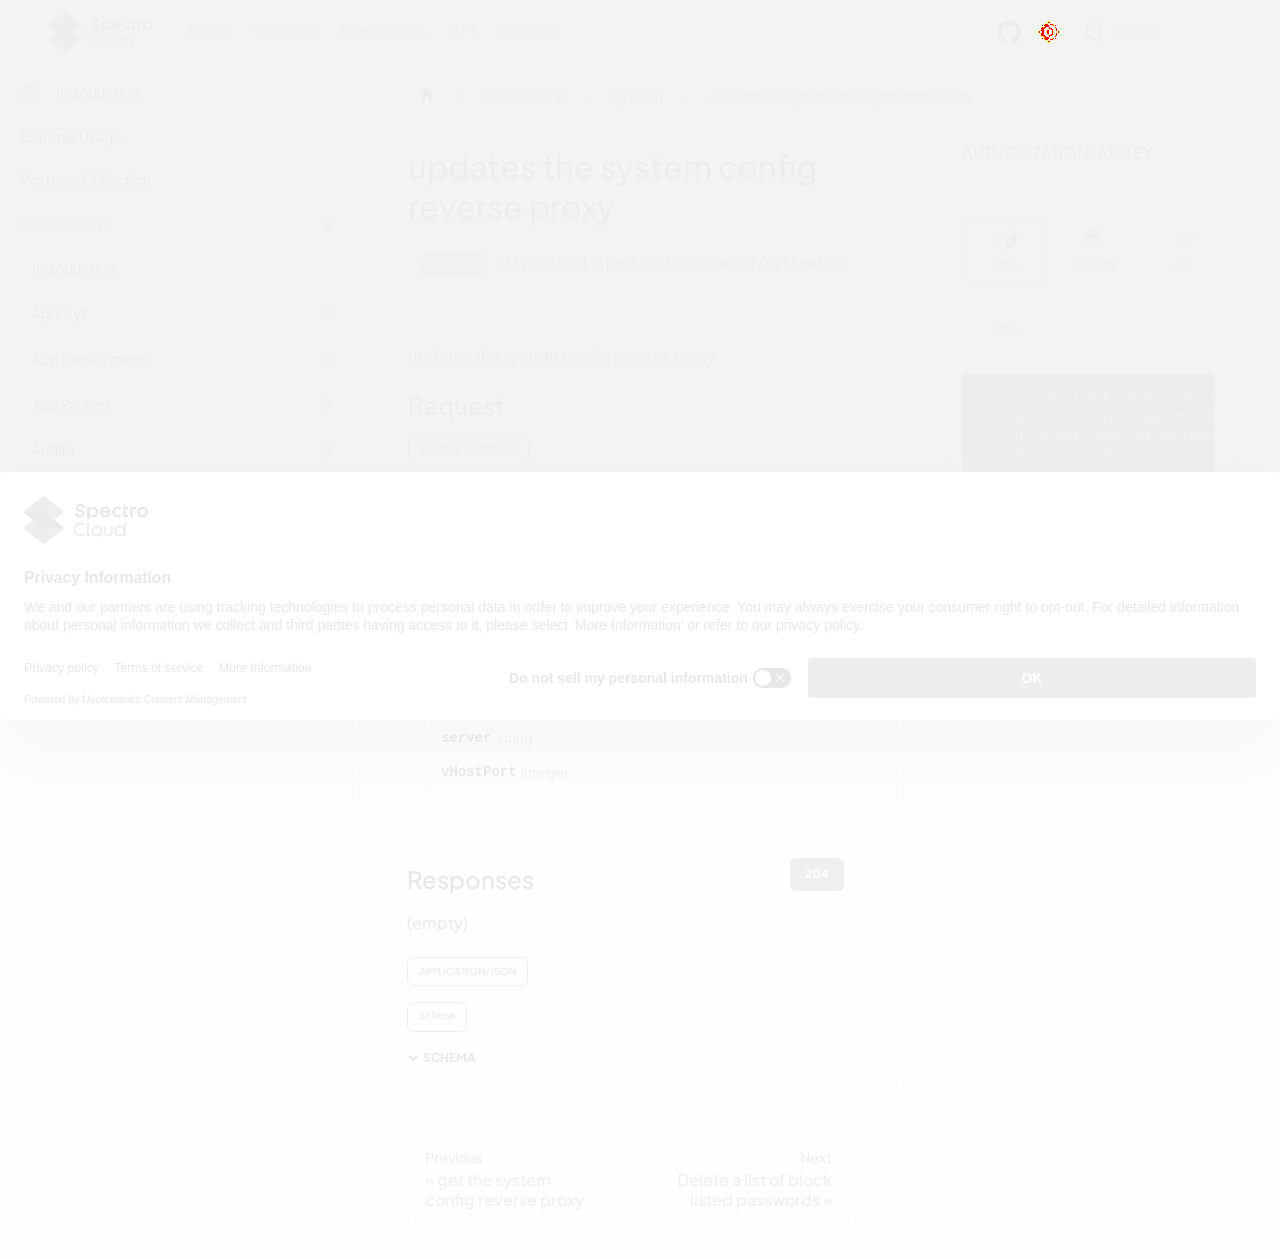 Spectro Cloud
Docs Tutorials Downloads API latest Search
Introduction
Example Usage
Postman Collection
Palette API V1
Introduction
Api Keys
App Deployments
App Profiles
Audits
Palette API V1 System updates the system config reverse proxy
updates the system config
reverse proxy
https://api.spectrocloud.com/v1/system/con
updates the system config reverse proxy
Request
APPLICATION/JSON
AUTHORIZATION: APIKEY
CURL PYTHON GO
CURL
PUT
Spectro
Cloud
Privacy Information
We and our partners are using tracking technologies to process personal data in order to improve your experience. You may always exercise your consumer right to opt-out. For detailed information
about personal information we collect and third parties having access to it, please select 'More Information' or refer to our privacy policy.
Privacy policy Terms of service More Information
Do not sell my personal information
OK
Powered by Usercentrics Consent Management
server string
vHostPort integer
Responses
204
(empty)
APPLICATION/JSON
Schema
SCHEMA
Previous
« get the system
config reverse proxy
Next
Delete a list of block
listed passwords »